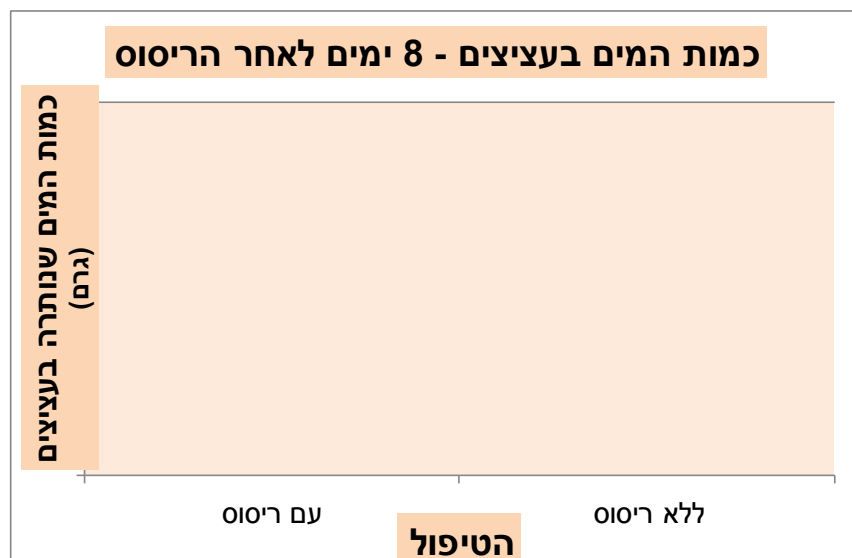 כמות המים בעציצים - 8 ימים לאחר הריסוס
כמות המים שנותרה בעציצים
(גרם)
עם ריסוס
ללא ריסוס
הטיפול